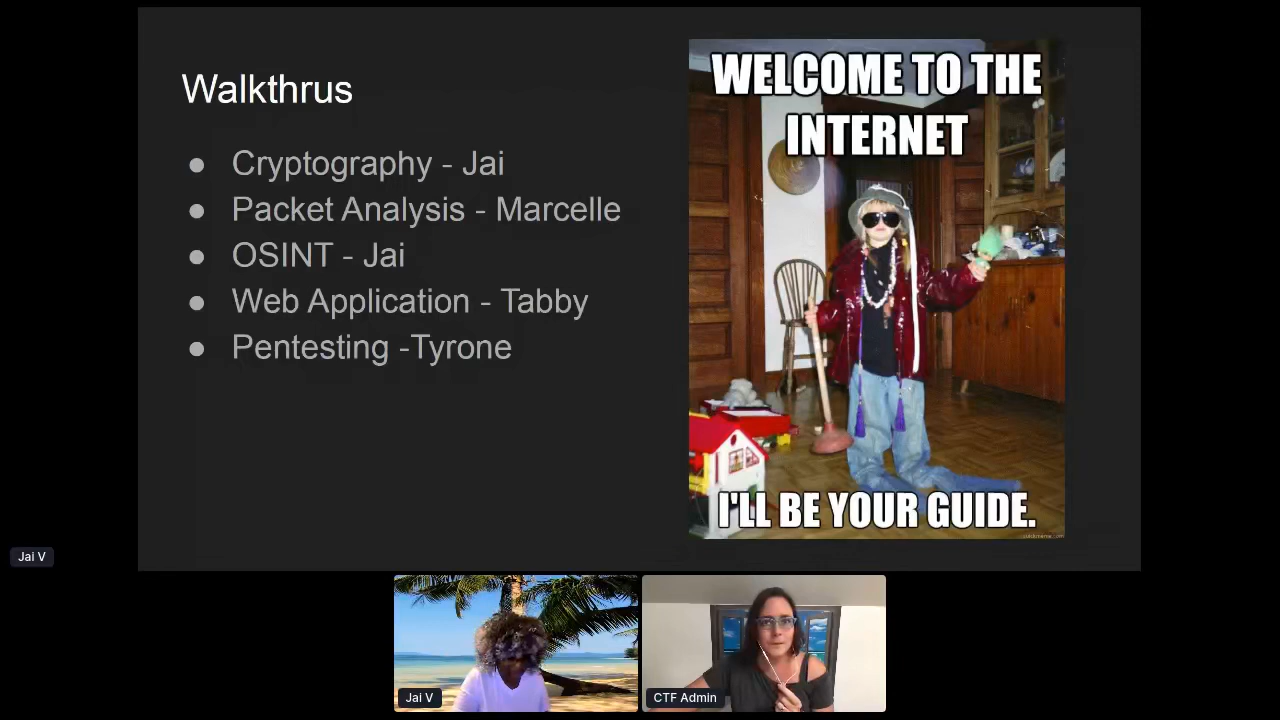 Walkthrus
● Cryptography - Jai
● Packet Analysis - Marcelle
● OSINT - Jai
● Web Application - Tabby
● Pentesting -Tyrone
WELCOME TO THE
INTERNET
I'LL BE YOUR GUIDE.
Jai V
Jai V
CTF Admin